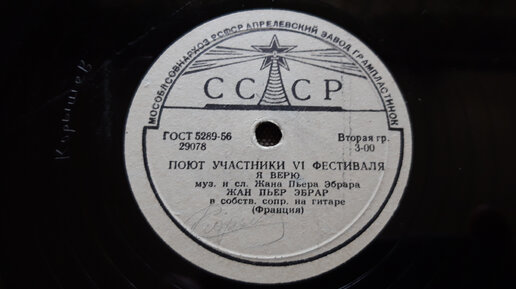 МОСОБЛСОВНАРХОЗ РСФСР АПРЕЛЕВСКИЙ ЗАВОД ГРАМПЛАСТИНОК
СССР
ГОСТ 5289-56
29078
Вторая гр.
3-00
ПОЮТ УЧАСТНИКИ VI ФЕСТИВАЛЯ
Я ВЕРЮ
муз. и сл. Жана Пьера Эбрара
ЖАН ПЬЕР ЭБРАР
в собств. сопр. на гитаре
(Франция)